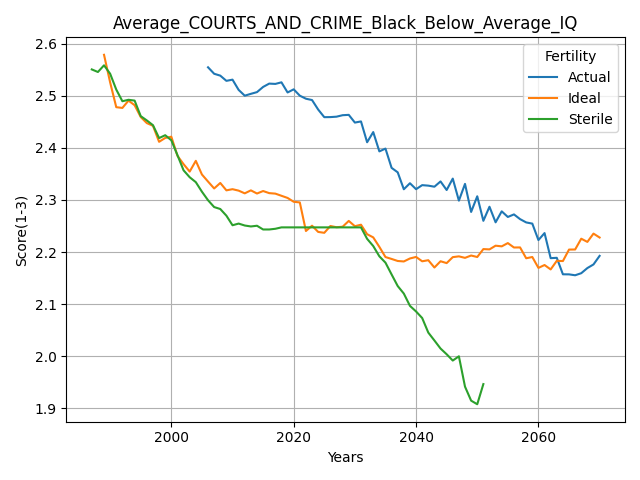 Average_COURTS_AND_CRIME_Black_Below_Average_IQ
Fertility
Actual
Ideal
Sterile
Score(1-3)
2.6
2.5
2.4
2.3
2.2
2.1
2.0
1.9
2000 2020 2040 2060
Years